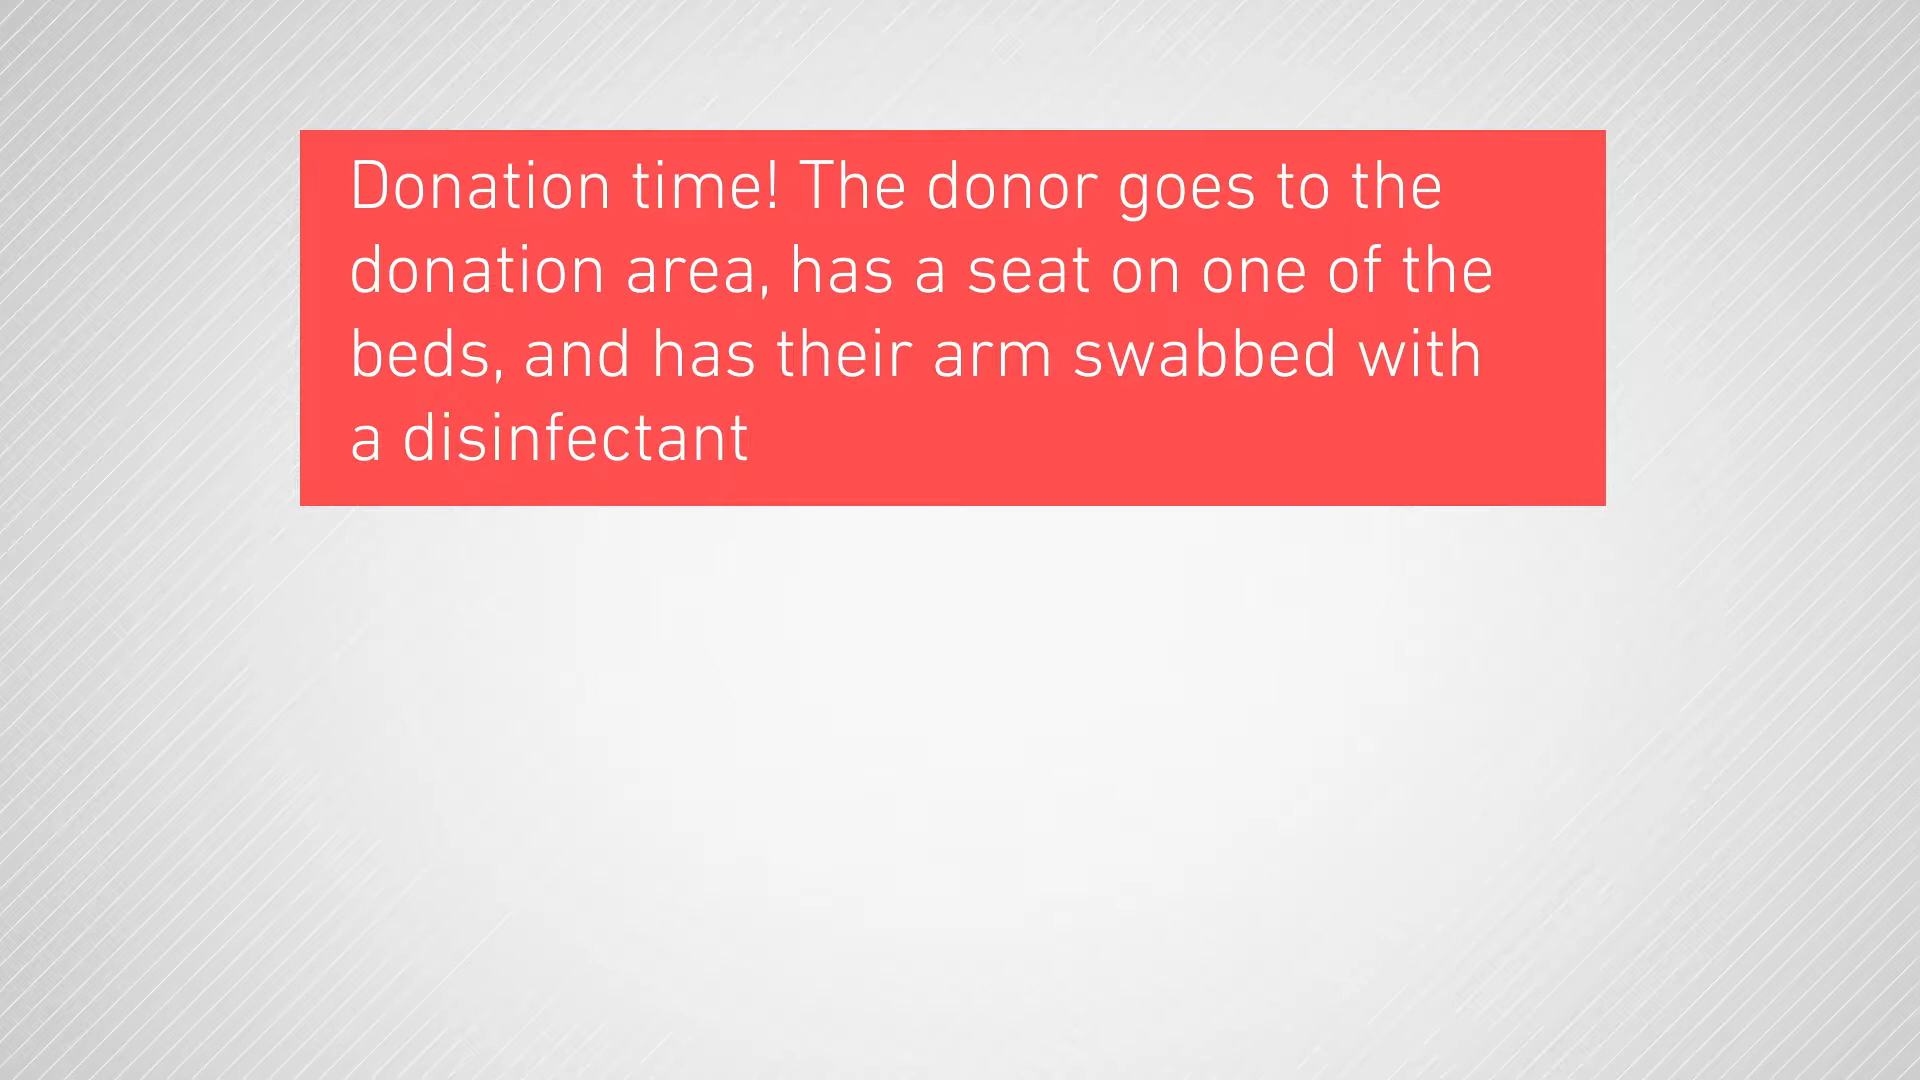 Donation time! The donor goes to the
donation area, has a seat on one of the
beds, and has their arm swabbed with
a disinfectant